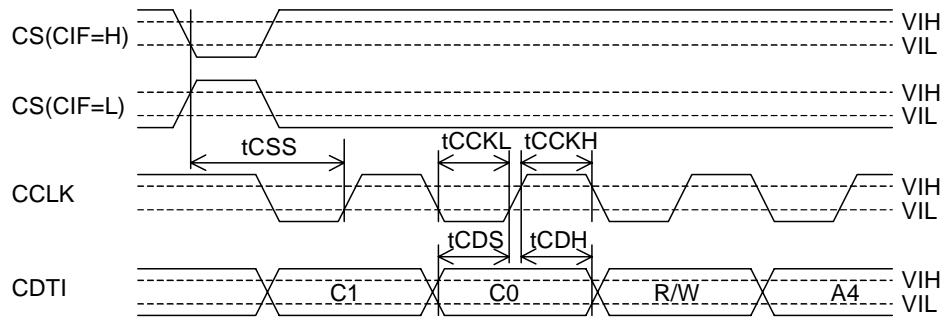 CS(CIF=H)
VIH
VIL
CS(CIF=L)
VIH
VIL
tCSS
tCCKL
tCCKH
CCLK
VIH
VIL
tCDS
tCDH
CDTI
C1
C0
R/W
A4
VIH
VIL